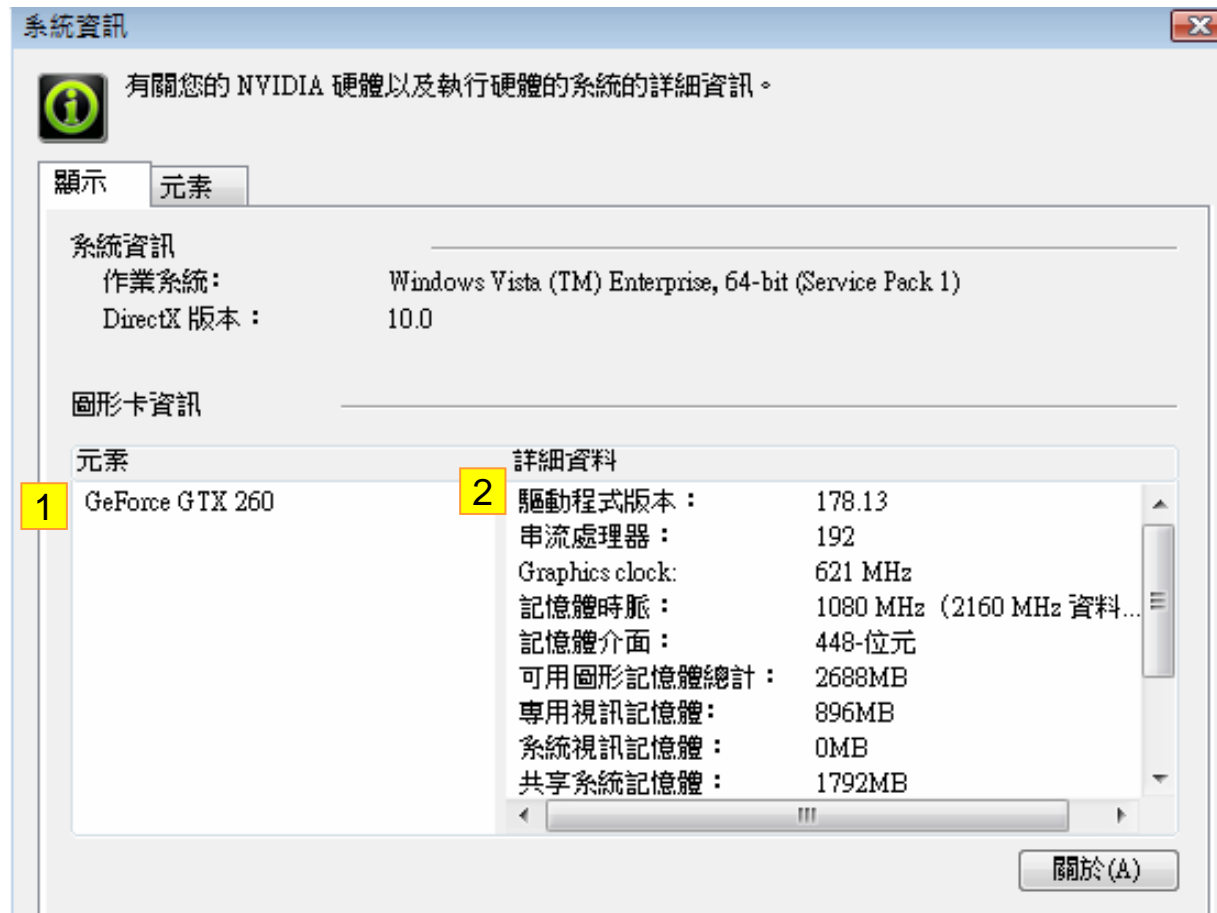 系統資訊
有關您的 NVIDIA 硬體以及執行硬體的系統的詳細資訊。
顯示 元素
系統資訊
作業系統: Windows Vista (TM) Enterprise, 64-bit (Service Pack 1)
DirectX 版本: 10.0
圖形卡資訊
元素 詳細資料
1 GeForce GTX 260 2 驅動程式版本: 178.13
串流處理器: 192
Graphics clock: 621 MHz
記憶體時脈: 1080 MHz (2160 MHz 資料...
記憶體介面: 448-位元
可用圖形記憶體總計: 2688MB
專用視訊記憶體: 896MB
系統視訊記憶體: 0MB
共享系統記憶體: 1792MB
關於(A)